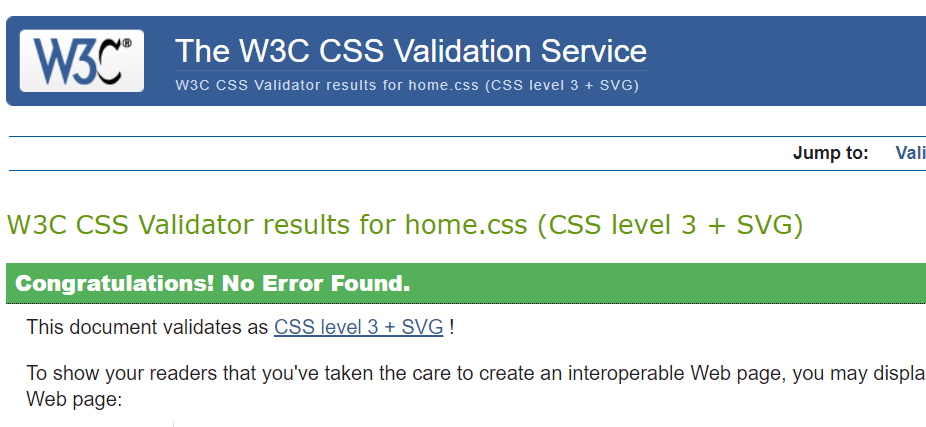 W3C®
The W3C CSS Validation Service
W3C CSS Validator results for home.css (CSS level 3 + SVG)
Jump to: Vali
W3C CSS Validator results for home.css (CSS level 3 + SVG)
Congratulations! No Error Found.
This document validates as CSS level 3 + SVG !
To show your readers that you've taken the care to create an interoperable Web page, you may displa
Web page: